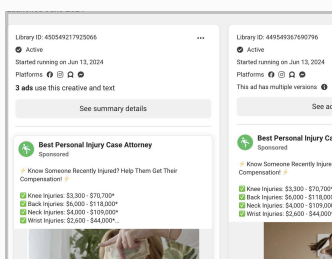 Library ID: 450549217925066
Active
Started running on Jun 13, 2024
Platforms
3 ads use this creative and text
See summary details
Best Personal Injury Case Attorney
Sponsored
⚡Know Someone Recently Injured? Help Them Get Their
Compensation!⚡
✅ Knee Injuries: $3,300 - $70,700*
✅ Back Injuries: $6,000 - $118,000*
✅ Neck Injuries: $4,000 - $109,000*
✅ Wrist Injuries: $2,600 - $44,000*...
Library ID: 449549367690796
Active
Started running on Jun 13, 2024
Platforms
This ad has multiple versions
See ad
Best Personal Injury Ca
Sponsored
⚡Know Someone Recently Injure
Compensation!⚡
✅ Knee Injuries: $3,300 - $70,700*
✅ Back Injuries: $6,000 - $118,000
✅ Neck Injuries: $4,000 - $109,00
✅ Wrist Injuries: $2,600 - $44,000*